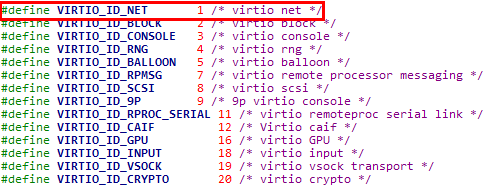 #define VIRTIO_ID_NET 1 /* virtio net */
#define VIRTIO_ID_BLOCK 2 /* virtio block */
#define VIRTIO_ID_CONSOLE 3 /* virtio console */
#define VIRTIO_ID_RNG 4 /* virtio rng */
#define VIRTIO_ID_BALLOON 5 /* virtio balloon */
#define VIRTIO_ID_RPMSG 7 /* virtio remote processor messaging */
#define VIRTIO_ID_SCSI 8 /* virtio scsi */
#define VIRTIO_ID_9P 9 /* 9p virtio console */
#define VIRTIO_ID_RPROC_SERIAL 11 /* virtio remoteproc serial link */
#define VIRTIO_ID_CAIF 12 /* Virtio caif */
#define VIRTIO_ID_GPU 16 /* virtio GPU */
#define VIRTIO_ID_INPUT 18 /* virtio input */
#define VIRTIO_ID_VSOCK 19 /* virtio vsock transport */
#define VIRTIO_ID_CRYPTO 20 /* virtio crypto */